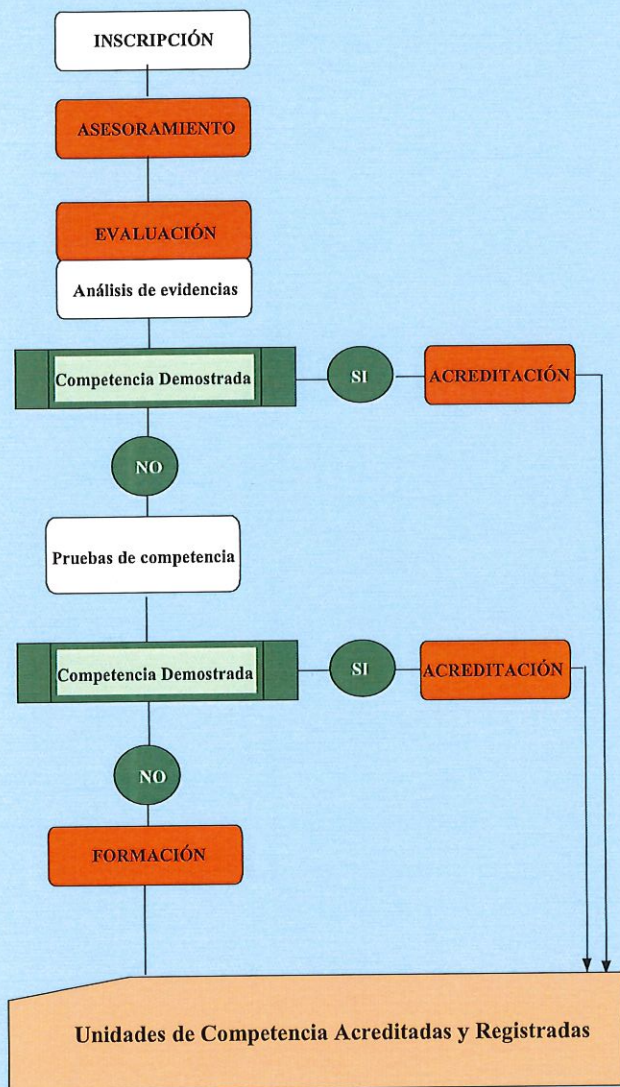 INSCRIPCIÓN
ASESORAMIENTO
EVALUACIÓN
Análisis de evidencias
Competencia Demostrada
SI
ACREDITACIÓN
NO
Pruebas de competencia
Competencia Demostrada
SI
ACREDITACIÓN
NO
FORMACIÓN
Unidades de Competencia Acreditadas y Registradas